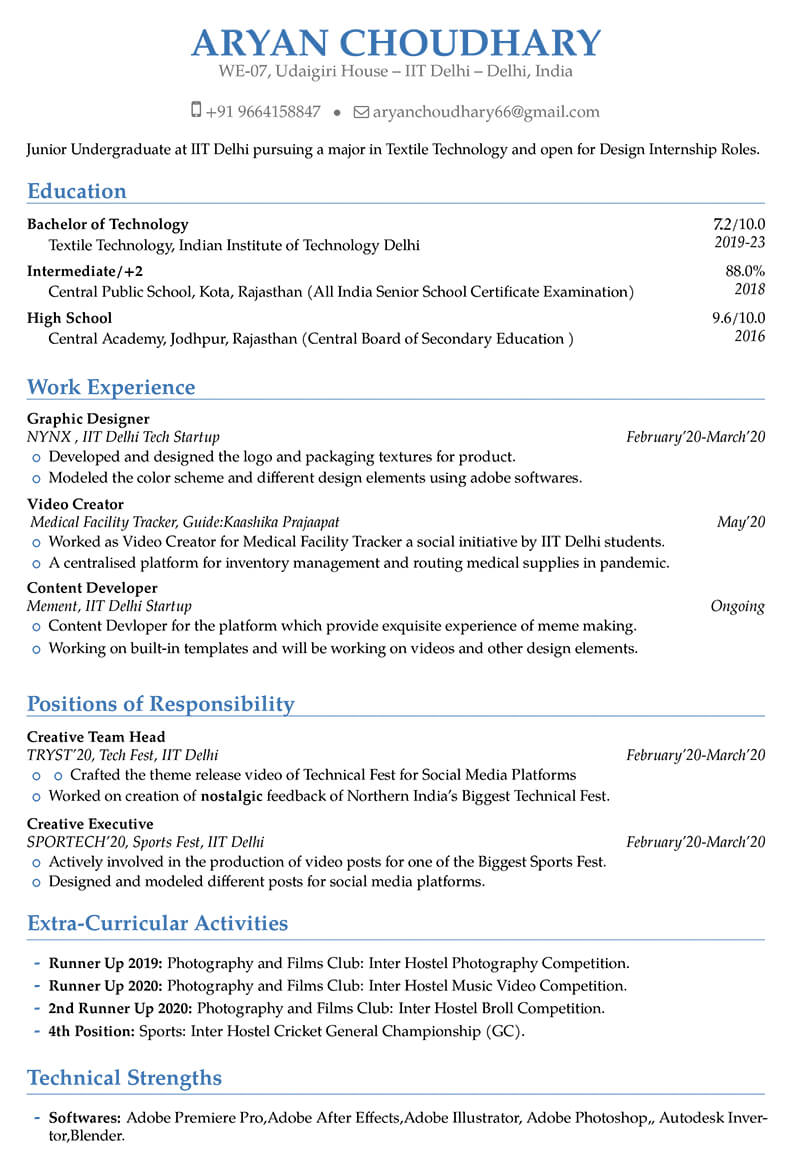 ARYAN CHOUDHARY
WE-07, Udaigiri House – IIT Delhi – Delhi, India
+91 9664158847 • aryanchoudhary66@gmail.com
Junior Undergraduate at IIT Delhi pursuing a major in Textile Technology and open for Design Internship Roles.
Education
Bachelor of Technology 7.2/10.0
Textile Technology, Indian Institute of Technology Delhi 2019-23
Intermediate/+2 88.0%
Central Public School, Kota, Rajasthan (All India Senior School Certificate Examination) 2018
High School 9.6/10.0
Central Academy, Jodhpur, Rajasthan (Central Board of Secondary Education ) 2016
Work Experience
Graphic Designer
NYNX , IIT Delhi Tech Startup February'20-March'20
Developed and designed the logo and packaging textures for product.
Modeled the color scheme and different design elements using adobe softwares.
Video Creator
Medical Facility Tracker, Guide:Kaashika Prajaapat May'20
Worked as Video Creator for Medical Facility Tracker a social initiative by IIT Delhi students.
A centralised platform for inventory management and routing medical supplies in pandemic.
Content Developer
Mement, IIT Delhi Startup Ongoing
Content Devloper for the platform which provide exquisite experience of meme making.
Working on built-in templates and will be working on videos and other design elements.
Positions of Responsibility
Creative Team Head
TRYST'20, Tech Fest, IIT Delhi February'20-March'20
Crafted the theme release video of Technical Fest for Social Media Platforms
Worked on creation of nostalgic feedback of Northern India's Biggest Technical Fest.
Creative Executive
SPORTECH'20, Sports Fest, IIT Delhi February'20-March'20
Actively involved in the production of video posts for one of the Biggest Sports Fest.
Designed and modeled different posts for social media platforms.
Extra-Curricular Activities
- Runner Up 2019: Photography and Films Club: Inter Hostel Photography Competition.
- Runner Up 2020: Photography and Films Club: Inter Hostel Music Video Competition.
- 2nd Runner Up 2020: Photography and Films Club: Inter Hostel Broll Competition.
- 4th Position: Sports: Inter Hostel Cricket General Championship (GC).
Technical Strengths
- Softwares: Adobe Premiere Pro,Adobe After Effects,Adobe Illustrator, Adobe Photoshop,, Autodesk Inver-
tor,Blender.